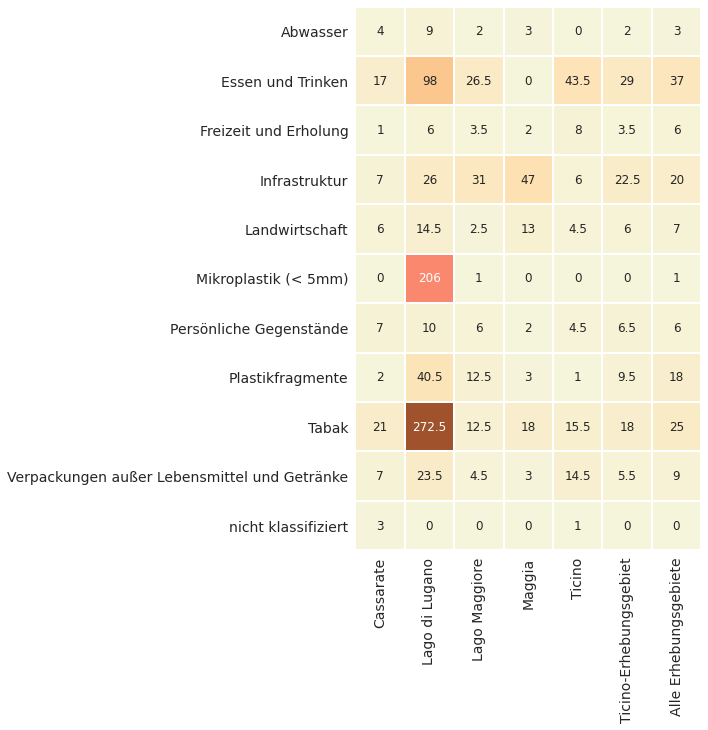 Abwasser 4 9 2 3 0 2 3
Essen und Trinken 17 98 26.5 0 43.5 29 37
Freizeit und Erholung 1 6 3.5 2 8 3.5 6
Infrastruktur 7 26 31 47 6 22.5 20
Landwirtschaft 6 14.5 2.5 13 4.5 6 7
Mikroplastik (< 5mm) 0 206 1 0 0 0 1
Persönliche Gegenstände 7 10 6 2 4.5 6.5 6
Plastikfragmente 2 40.5 12.5 3 1 9.5 18
Tabak 21 272.5 12.5 18 15.5 18 25
Verpackungen außer Lebensmittel und Getränke 7 23.5 4.5 3 14.5 5.5 9
nicht klassifiziert 3 0 0 0 1 0 0
Cassarate
Lago di Lugano
Lago Maggiore
Maggia
Ticino
Ticino-Erhebungsgebiet
Alle Erhebungsgebiete